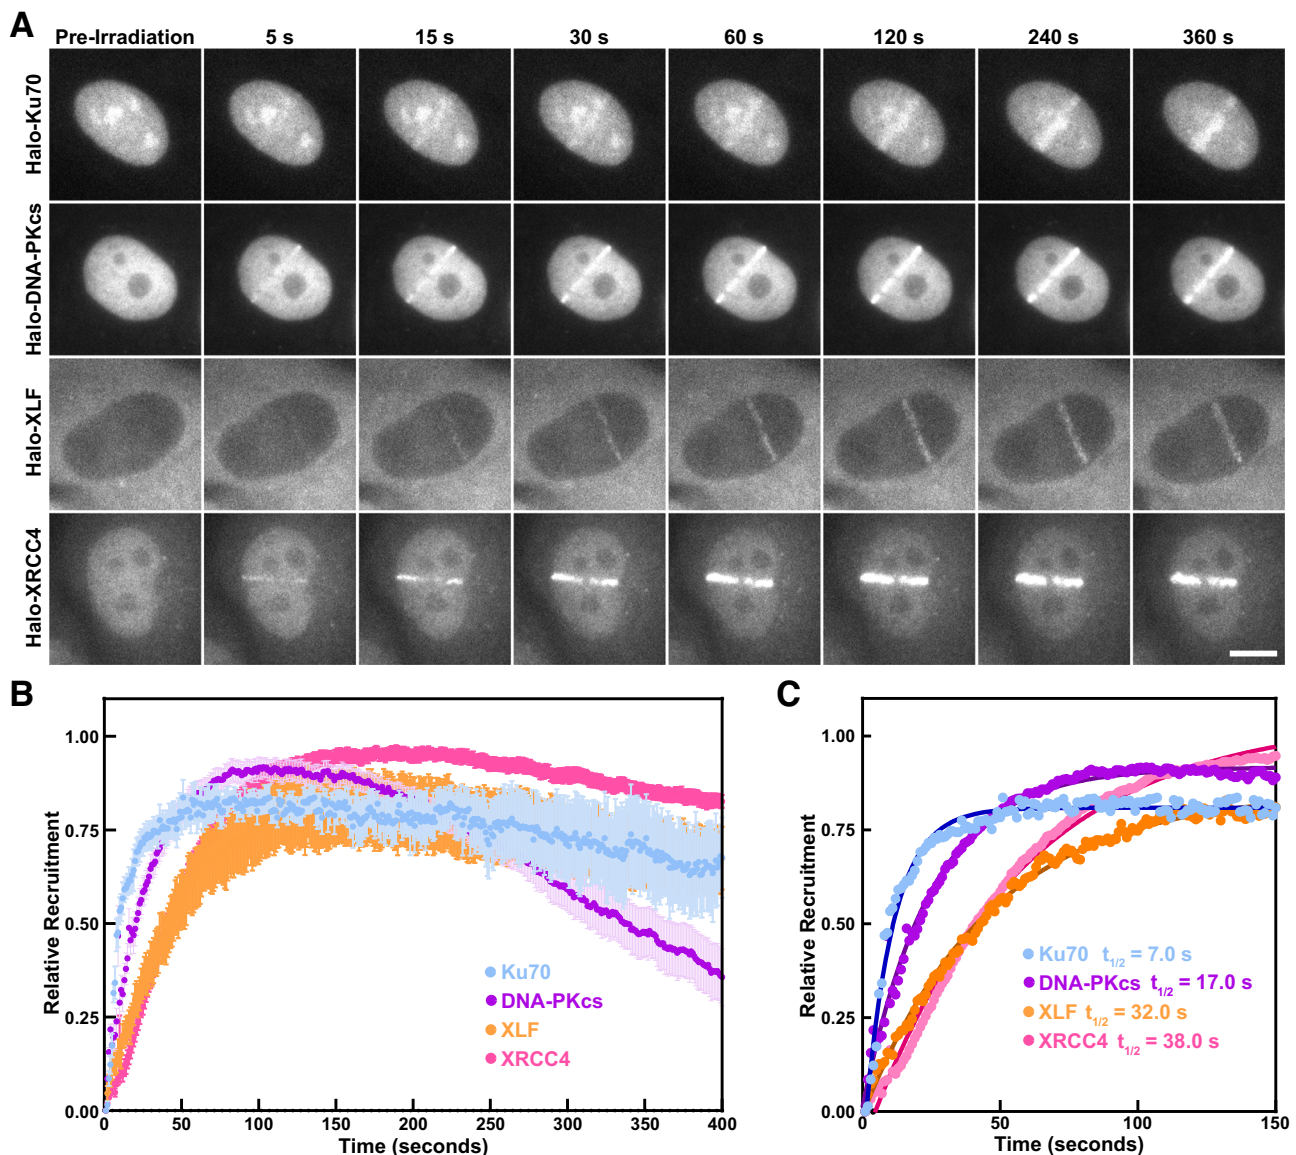 A
Pre-Irradiation 5 s 15 s 30 s 60 s 120 s 240 s 360 s
Halo-Ku70
Halo-DNA-PKcs
Halo-XLF
Halo-XRCC4
B
Relative Recruitment
1.00
0.75
0.50
0.25
0.00
0 50 100 150 200 250 300 350 400
Time (seconds)
Ku70
DNA-PKcs
XLF
XRCC4
C
Relative Recruitment
1.00
0.75
0.50
0.25
0.00
0 50 100 150
Time (seconds)
Ku70 t1/2 = 7.0 s
DNA-PKcs t1/2 = 17.0 s
XLF t1/2 = 32.0 s
XRCC4 t1/2 = 38.0 s